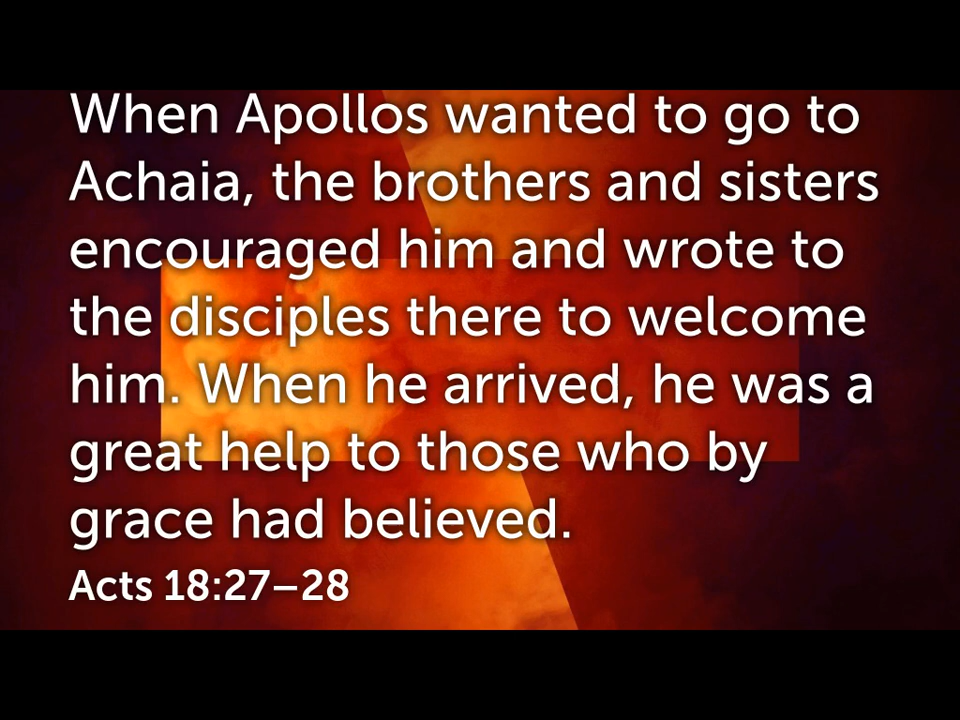 When Apollos wanted to go to
Achaia, the brothers and sisters
encouraged him and wrote to
the disciples there to welcome
him. When he arrived, he was a
great help to those who by
grace had believed.
Acts 18:27–28